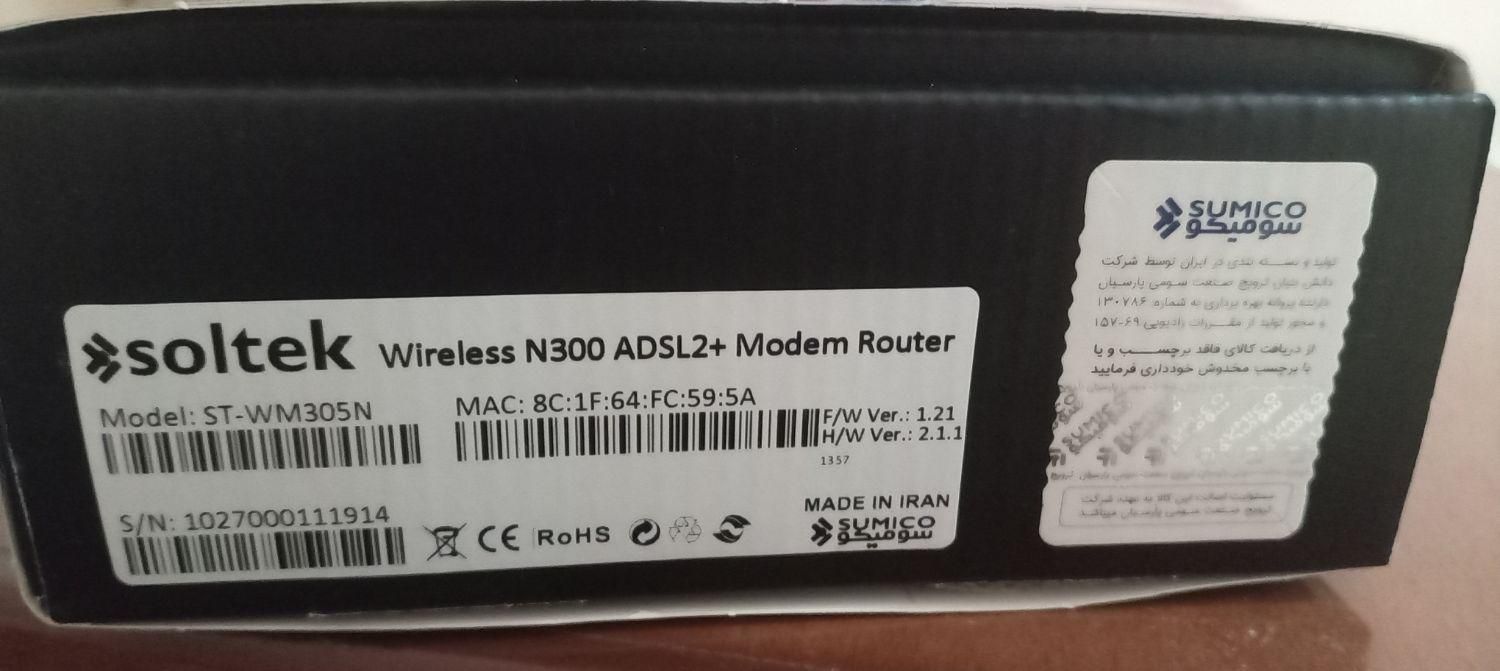 soltek Wireless N300 ADSL2+ Modem Router
Model: ST-WM305N
MAC: 8C:1F:64:FC:59:5A
F/W Ver.: 1.21
H/W Ver.: 2.1.1
1357
S/N: 1027000111914
CE RoHS
MADE IN IRAN
SUMICO
سومیکو
SUMICO
سومیکو
تولید و بسته بندی در ایران توسط شرکت
دانش بنیان ترویج صنعت سومی پارسیان
دارنده پروانه بهره برداری به شماره ۱۳۰۷۸۶
و مجوز تولید از مقررات رادیویی ۶۹-۱۵۷
از دریافت کالای فاقد برچسب و یا
با برچسب مخدوش خودداری فرمایید
SUMICO
مسئولیت اصالت این کالا به عهده شرکت
ترویج صنعت سومی پارسیان میباشد